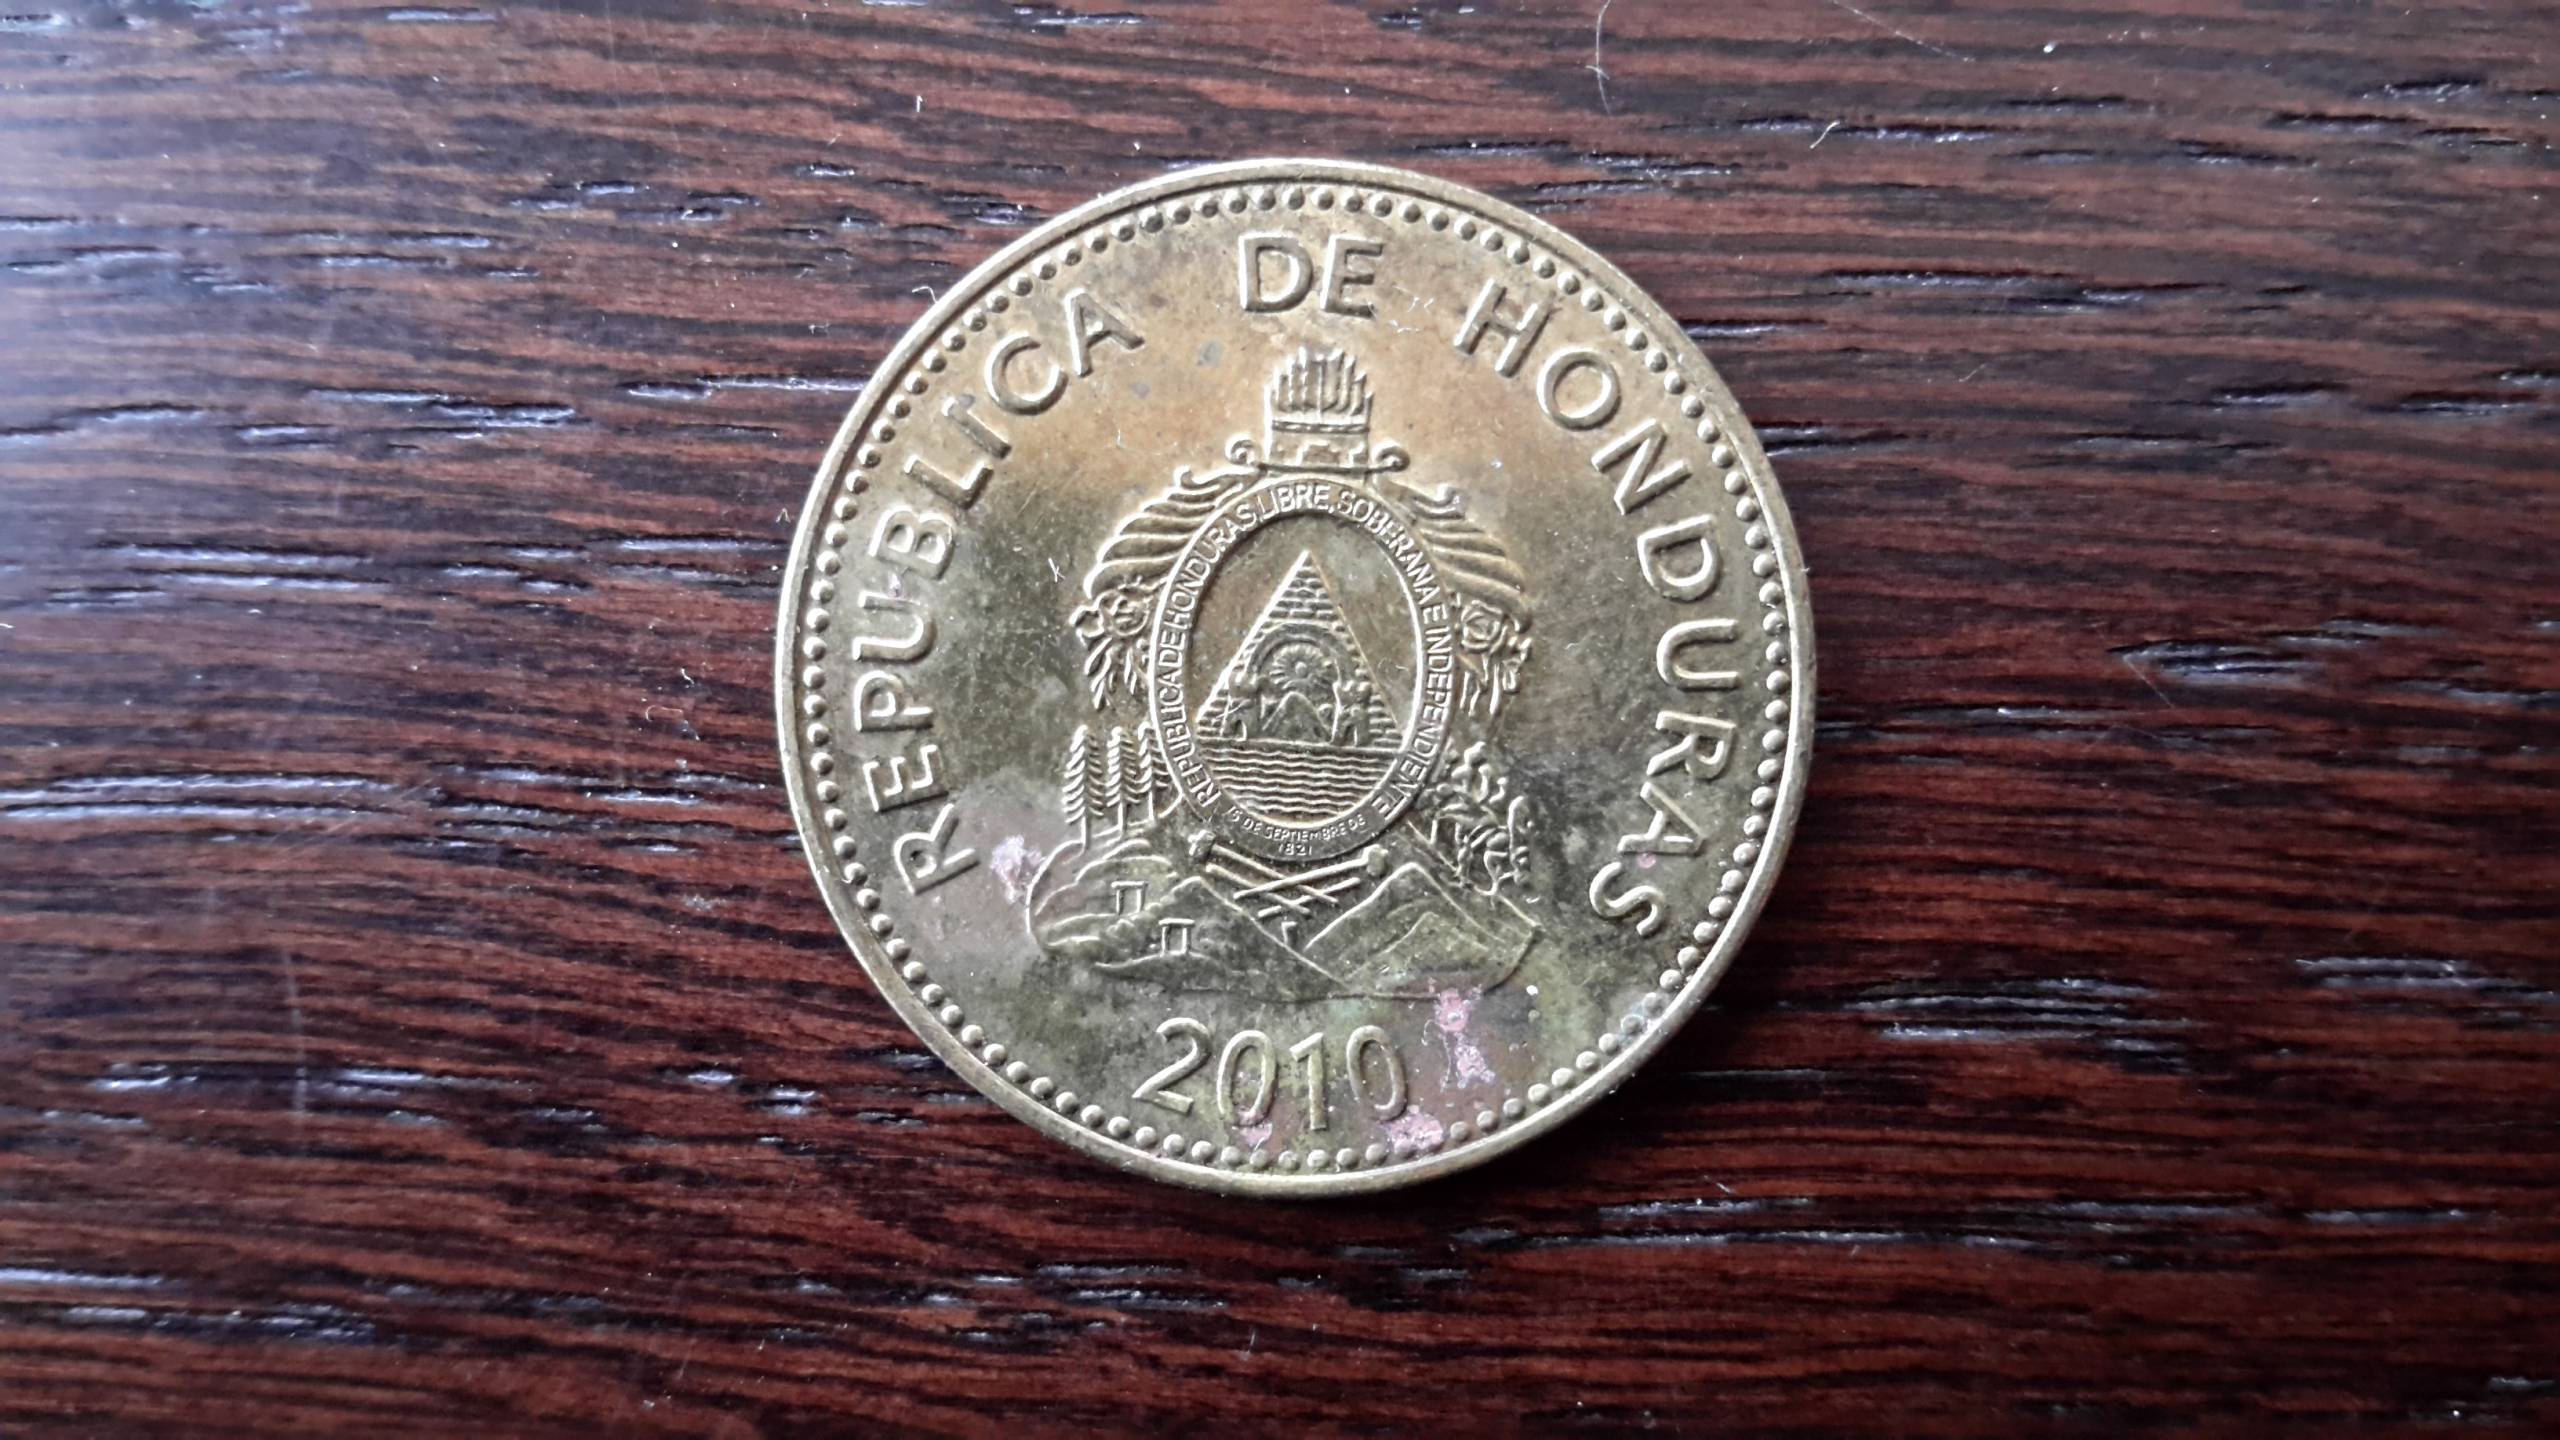 REPUBLICA DE HONDURAS
REPUBLICA DE HONDURAS, LIBRE, SOBERANA E INDEPENDIENTE
15 DE SEPTIEMBRE DE
1821
2010